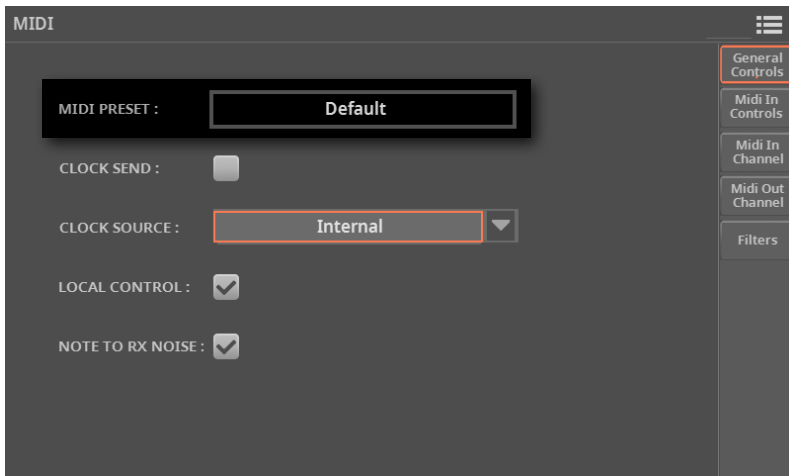 MIDI
General
Controls
MIDI PRESET :
Default
Midi In
Controls
Midi In
Channel
CLOCK SEND :
Midi Out
Channel
CLOCK SOURCE :
Internal
Filters
LOCAL CONTROL :
NOTE TO RX NOISE :